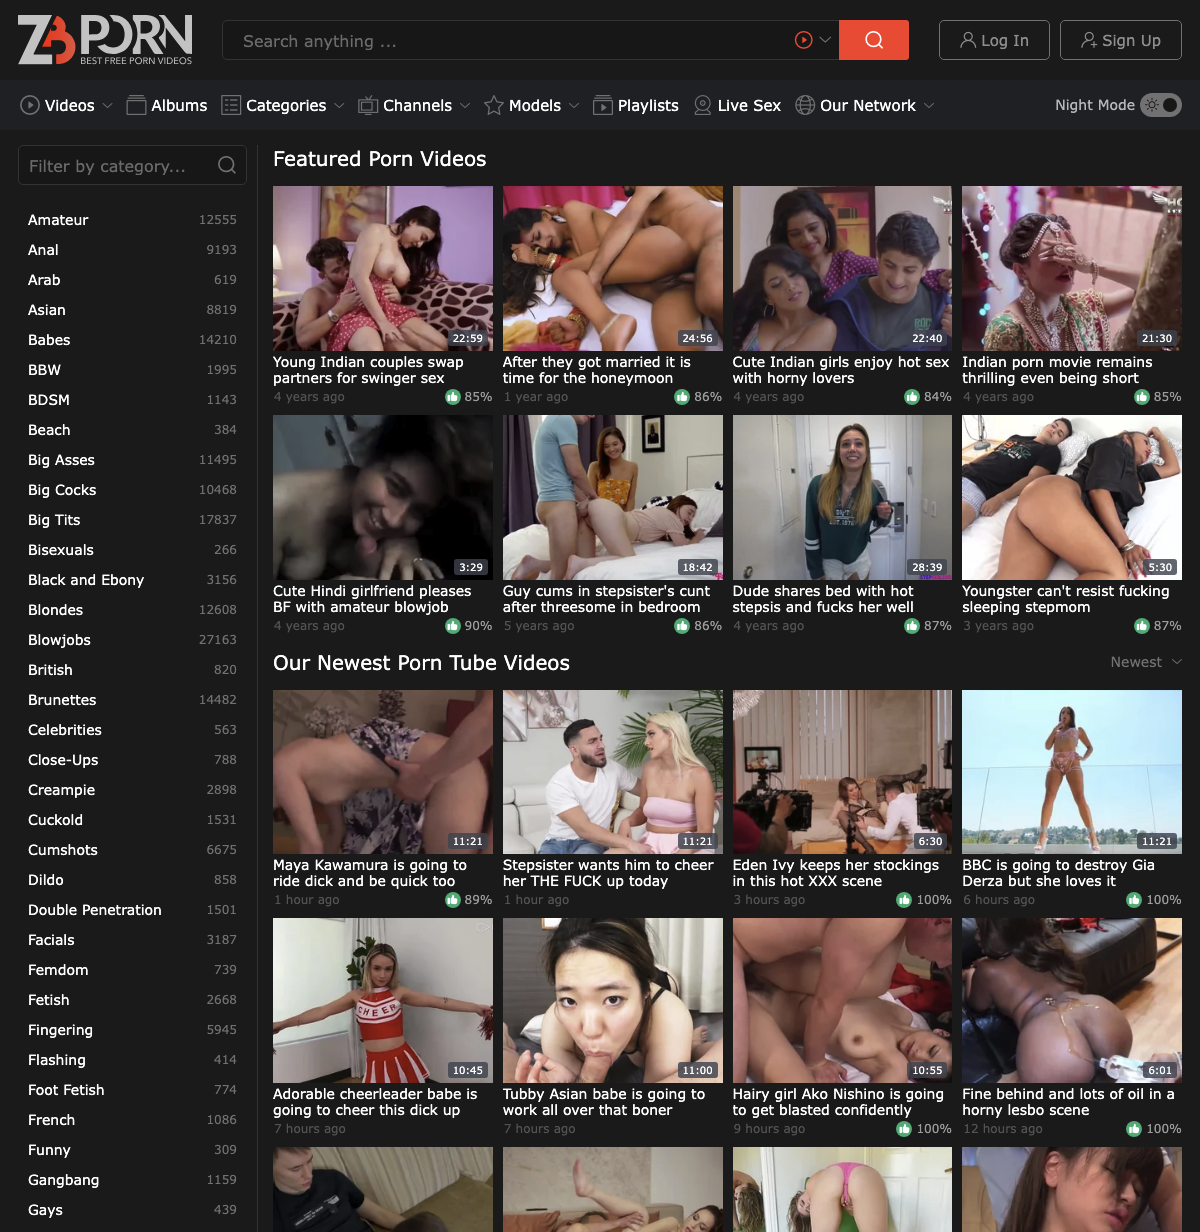 ZBPORN
BEST FREE PORN VIDEOS
Search anything ...
Log In
Sign Up
Videos
Albums
Categories
Channels
Models
Playlists
Live Sex
Our Network
Night Mode
Filter by category...
Amateur 12555
Anal 9193
Arab 619
Asian 8819
Babes 14210
BBW 1995
BDSM 1143
Beach 384
Big Asses 11495
Big Cocks 10468
Big Tits 17837
Bisexuals 266
Black and Ebony 3156
Blondes 12608
Blowjobs 27163
British 820
Brunettes 14482
Celebrities 563
Close-Ups 788
Creampie 2898
Cuckold 1531
Cumshots 6675
Dildo 858
Double Penetration 1501
Facials 3187
Femdom 739
Fetish 2668
Fingering 5945
Flashing 414
Foot Fetish 774
French 1086
Funny 309
Gangbang 1159
Gays 439
Featured Porn Videos
22:59
Young Indian couples swap
partners for swinger sex
4 years ago 85%
24:56
After they got married it is
time for the honeymoon
1 year ago 86%
22:40
Cute Indian girls enjoy hot sex
with horny lovers
4 years ago 84%
21:30
Indian porn movie remains
thrilling even being short
4 years ago 85%
3:29
Cute Hindi girlfriend pleases
BF with amateur blowjob
4 years ago 90%
18:42
Guy cums in stepsister's cunt
after threesome in bedroom
5 years ago 86%
28:39
Dude shares bed with hot
stepsis and fucks her well
4 years ago 87%
5:30
Youngster can't resist fucking
sleeping stepmom
3 years ago 87%
Our Newest Porn Tube Videos
Newest
11:21
Maya Kawamura is going to
ride dick and be quick too
1 hour ago 89%
11:21
Stepsister wants him to cheer
her THE FUCK up today
1 hour ago
6:30
Eden Ivy keeps her stockings
in this hot XXX scene
3 hours ago 100%
11:21
BBC is going to destroy Gia
Derza but she loves it
6 hours ago 100%
CHEER
10:45
Adorable cheerleader babe is
going to cheer this dick up
7 hours ago
11:00
Tubby Asian babe is going to
work all over that boner
7 hours ago
10:55
Hairy girl Ako Nishino is going
to get blasted confidently
9 hours ago 100%
6:01
Fine behind and lots of oil in a
horny lesbo scene
12 hours ago 100%